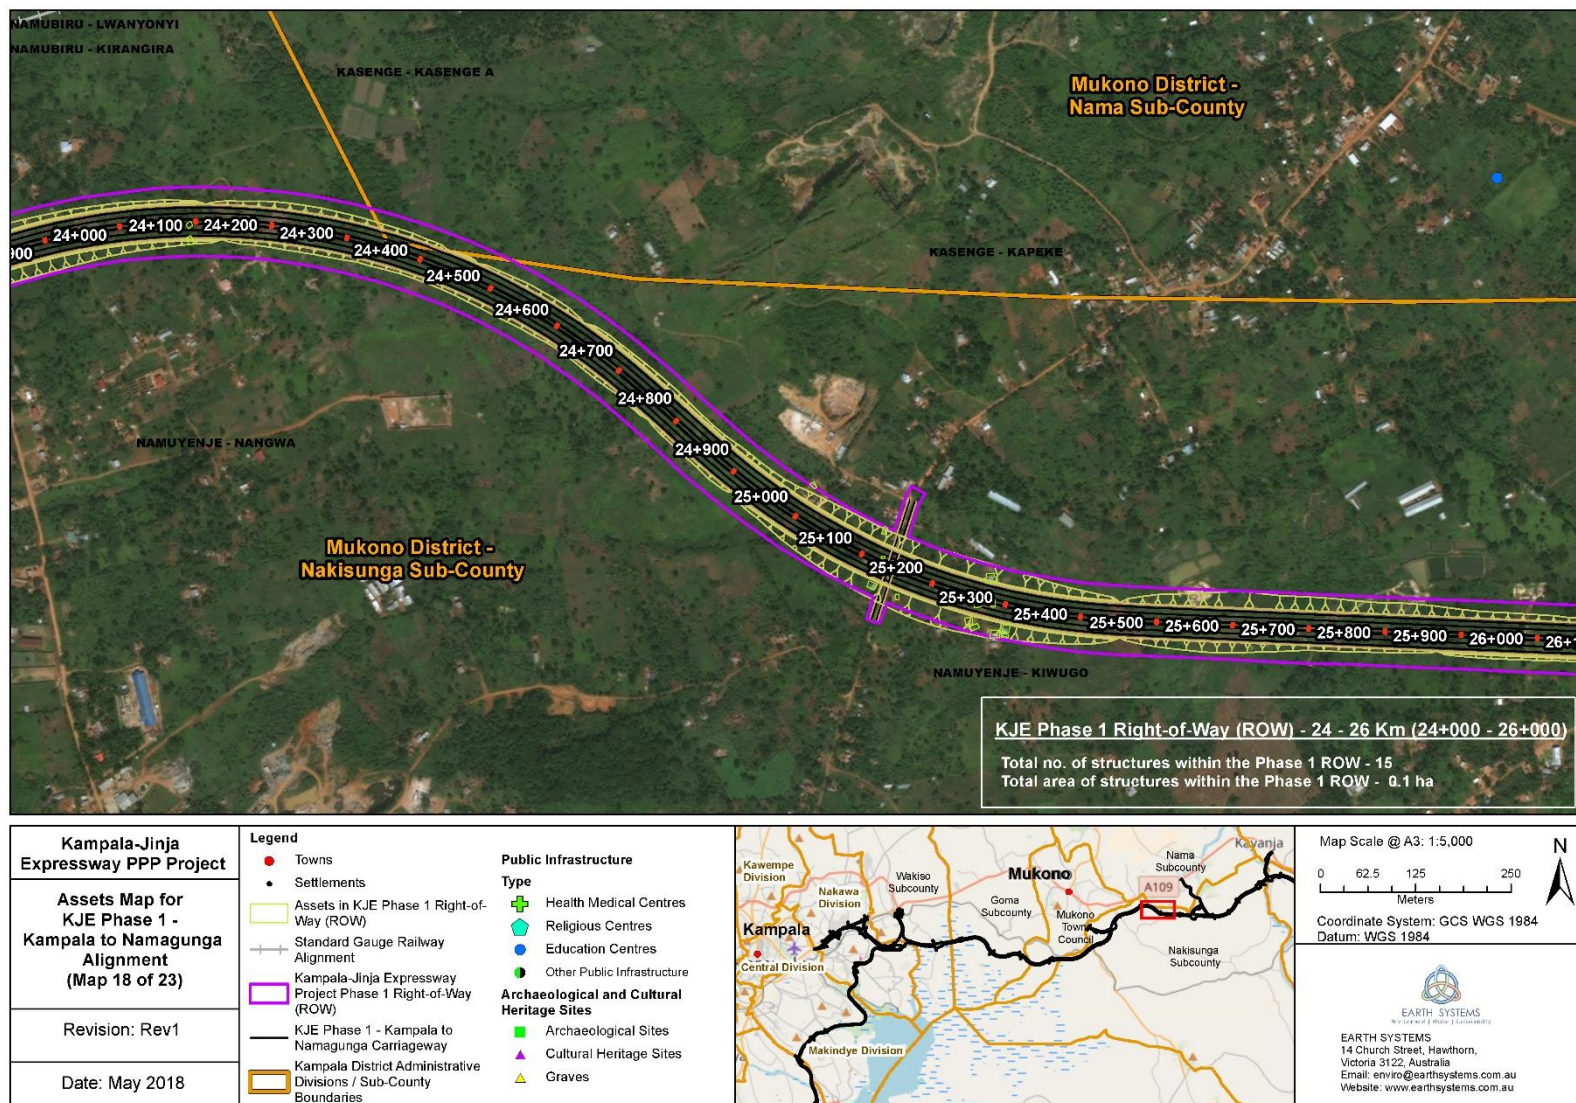 NAMUBIRU - LWANYONYI
NAMUBIRU - KIRANGIRA
KASENGE - KASENGE A
Mukono District -
Nama Sub-County
KASENGE - KAPEKE
900
24+000
24+100
24+200
24+300
24+400
24+500
24+600
24+700
24+800
24+900
25+000
25+100
25+200
25+300
25+400
25+500
25+600
25+700
25+800
25+900
26+000
26+1
NAMUYENJE - NANGWA
Mukono District -
Nakisunga Sub-County
NAMUYENJE - KIWUGO
KJE Phase 1 Right-of-Way (ROW) - 24 - 26 Km (24+000 - 26+000)
Total no. of structures within the Phase 1 ROW - 15
Total area of structures within the Phase 1 ROW - 0.1 ha
Kampala-Jinja
Expressway PPP Project
Assets Map for
KJE Phase 1 -
Kampala to Namagunga
Alignment
(Map 18 of 23)
Revision: Rev1
Date: May 2018
Legend
Towns
Settlements
Assets in KJE Phase 1 Right-of-
Way (ROW)
Standard Gauge Railway
Alignment
Kampala-Jinja Expressway
Project Phase 1 Right-of-Way
(ROW)
KJE Phase 1 - Kampala to
Namagunga Carriageway
Kampala District Administrative
Divisions / Sub-County
Boundaries
Public Infrastructure
Type
Health Medical Centres
Religious Centres
Education Centres
Other Public Infrastructure
Archaeological and Cultural
Heritage Sites
Archaeological Sites
Cultural Heritage Sites
Graves
Kawempe
Division
Nakawa
Division
Wakiso
Subcounty
Kampala
Central Division
Makindye Division
Goma
Subcounty
Mukono
Mukono
Town
Council
A109
Nama
Subcounty
Kavanja
Nakisunga
Subcounty
Map Scale @ A3: 1:5,000
N
0 62.5 125 250
Meters
Coordinate System: GCS WGS 1984
Datum: WGS 1984
EARTH SYSTEMS
Environment | Water | Sustainability
EARTH SYSTEMS
14 Church Street, Hawthorn,
Victoria 3122, Australia
Email: enviro@earthsystems.com.au
Website: www.earthsystems.com.au